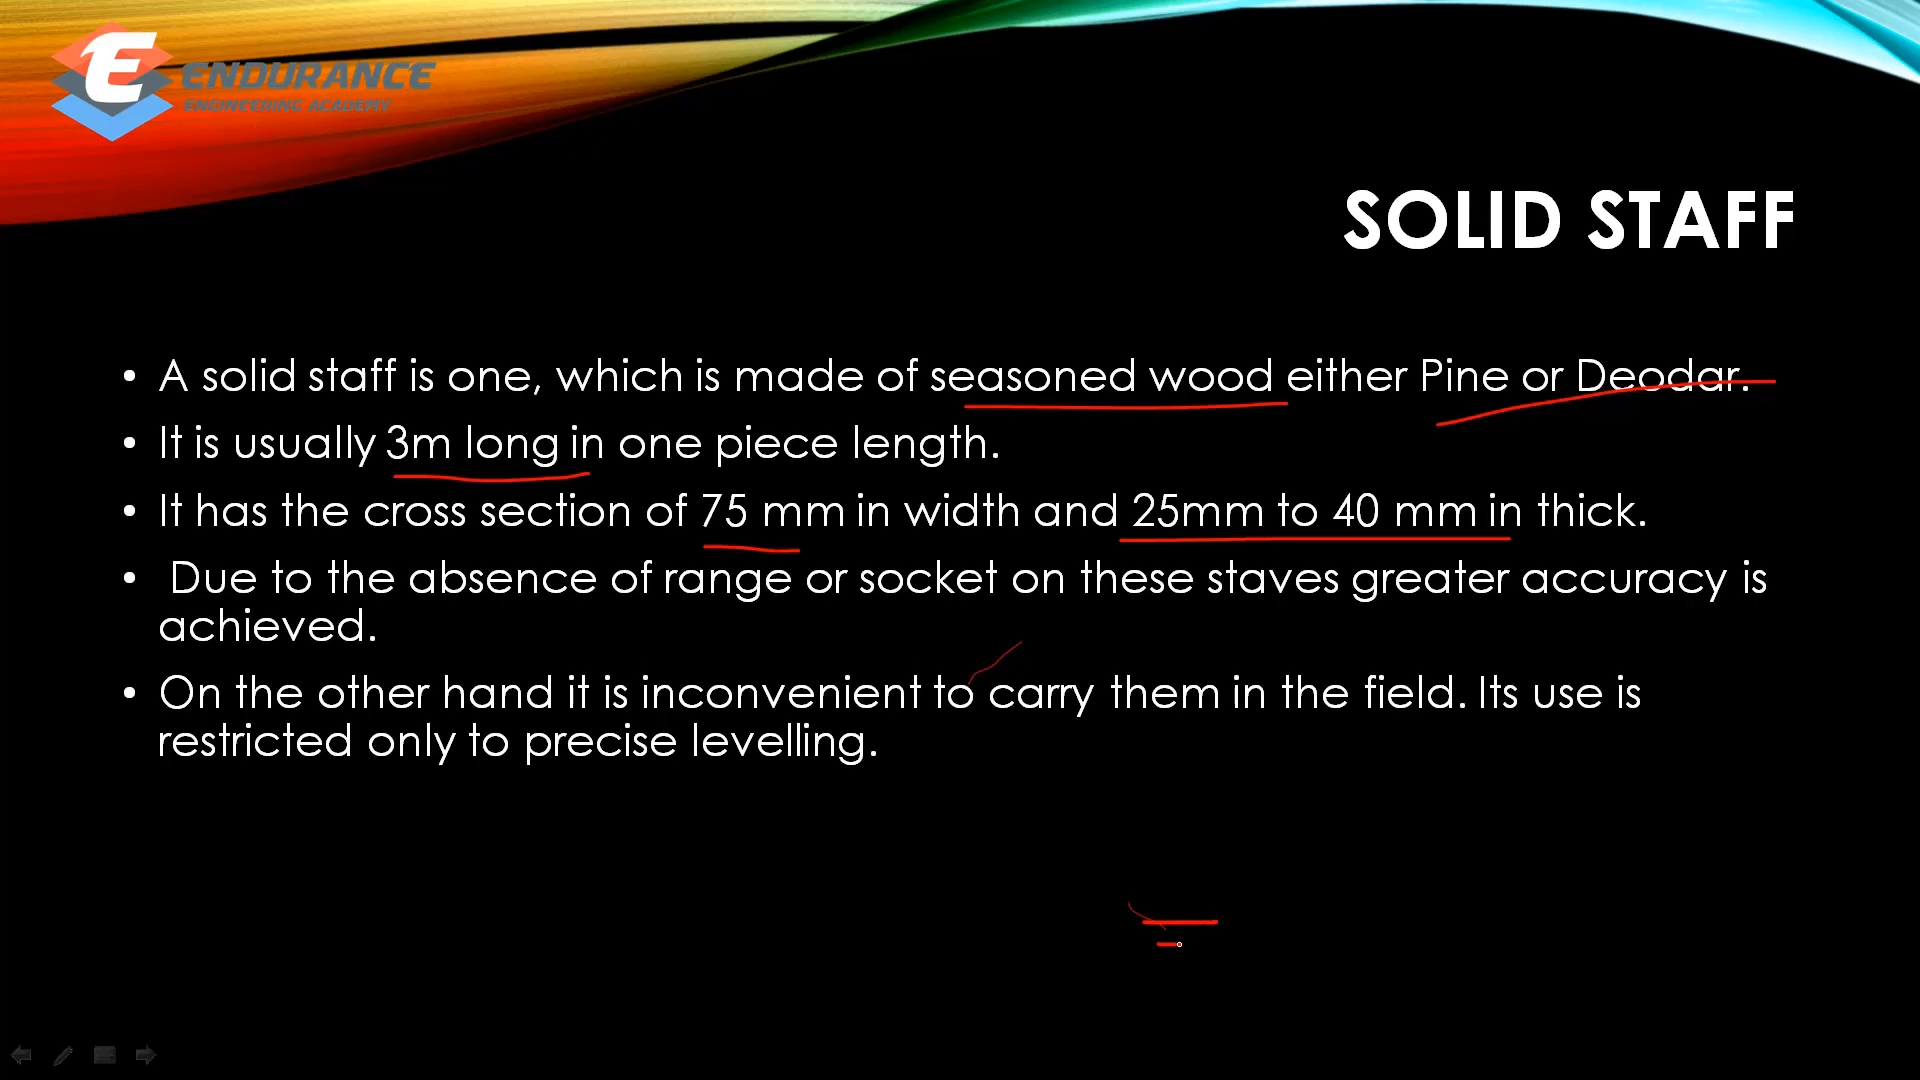 ENDURANCE
ENGINEERING ACADEMY
SOLID STAFF
• A solid staff is one, which is made of seasoned wood either Pine or Deodar.
• It is usually 3m long in one piece length.
• It has the cross section of 75 mm in width and 25mm to 40 mm in thick.
• Due to the absence of range or socket on these staves greater accuracy is
achieved.
• On the other hand it is inconvenient to carry them in the field. Its use is
restricted only to precise levelling.